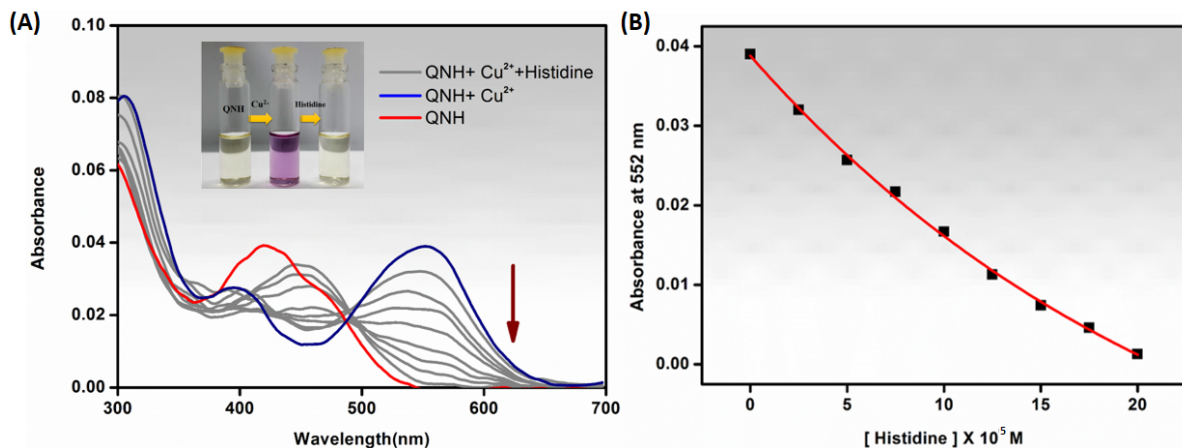 (A)
0.10
0.08
0.06
0.04
0.02
0.00
Absorbance
300
400
500
600
700
Wavelength(nm)
QNH
Cu²⁻
Histidine
QNH+ Cu²⁺+Histidine
QNH+ Cu²⁺
QNH
(B)
0.04
0.03
0.02
0.01
0.00
Absorbance at 552 nm
0
5
10
15
20
[ Histidine ] X 10⁻⁵ M